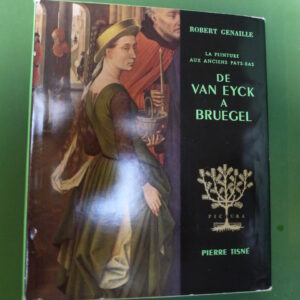 ROBERT GENAILLE
LA PEINTURE
AUX ANCIENS PAYS-BAS
DE
VAN EYCK
A
BRUEGEL
PICTURA
PIERRE TISNÉ